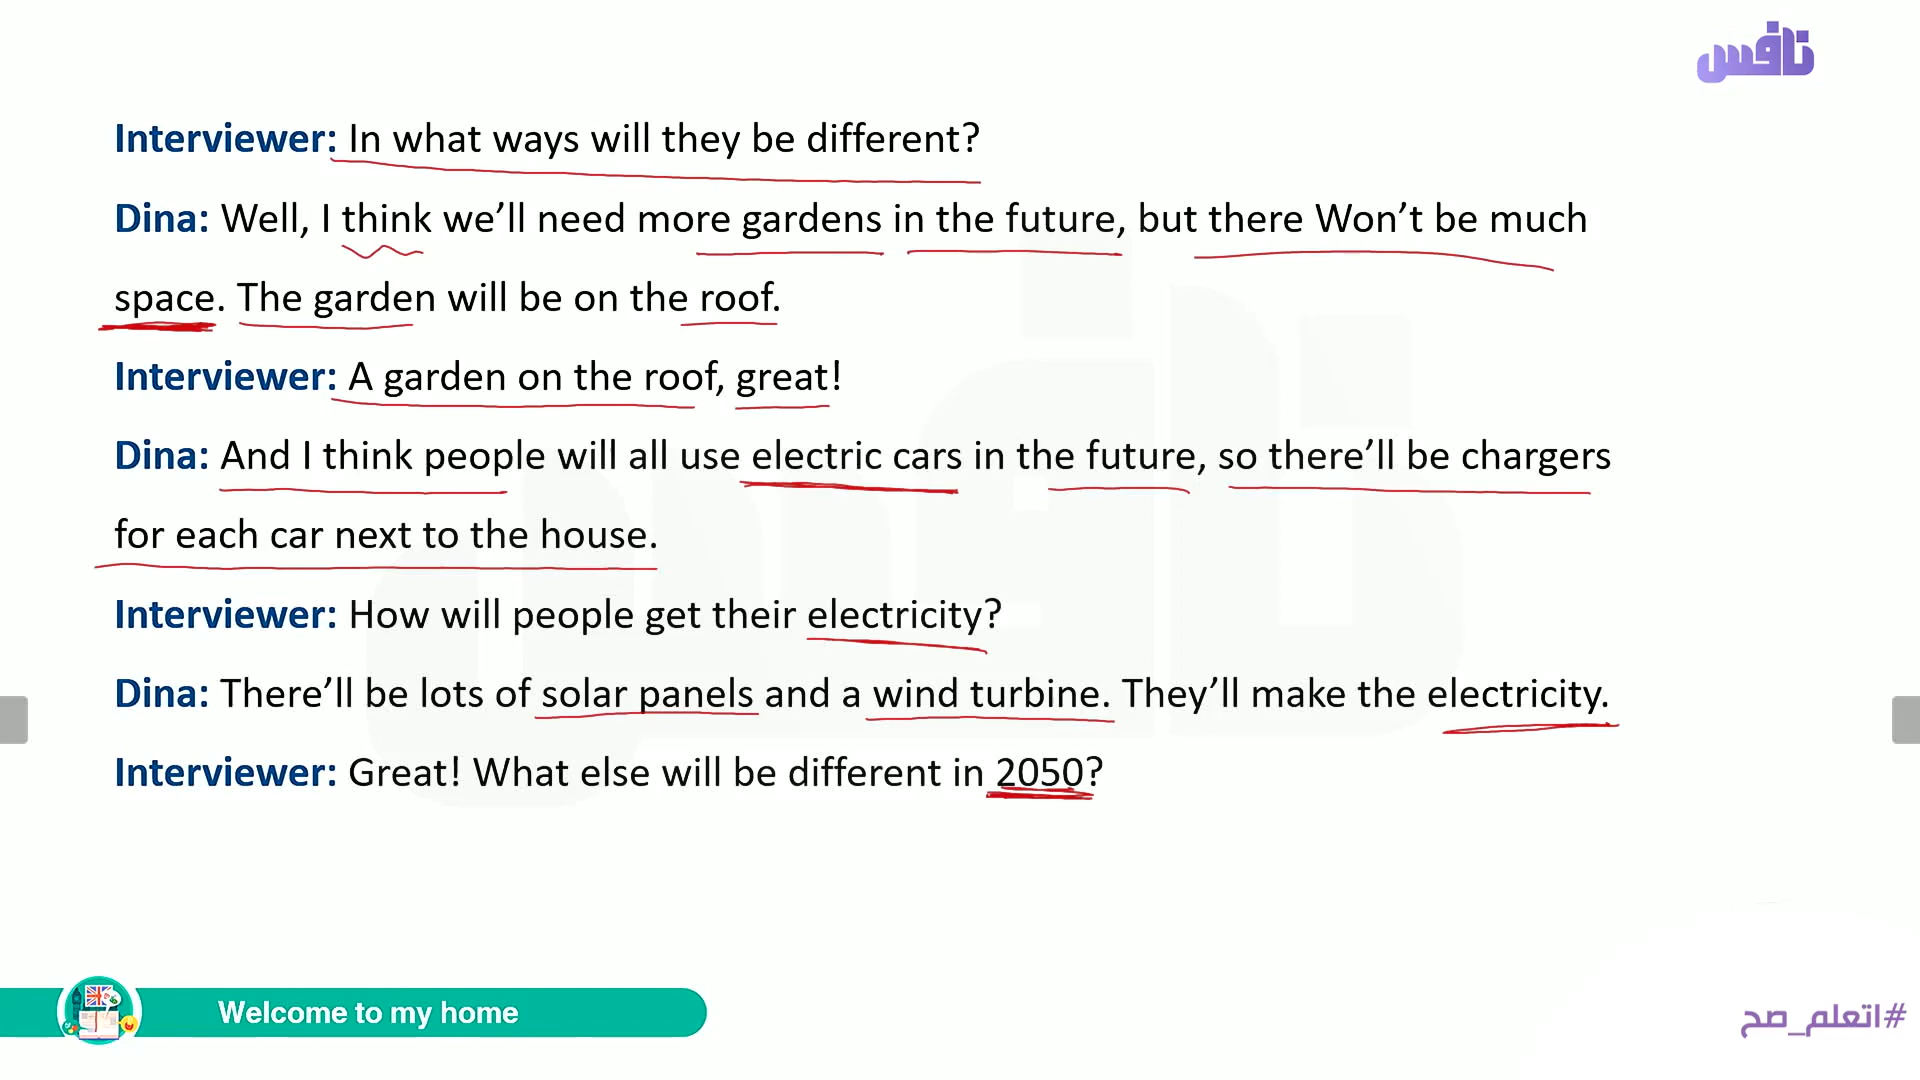 نافس
Interviewer: In what ways will they be different?
Dina: Well, I think we’ll need more gardens in the future, but there Won’t be much
space. The garden will be on the roof.
Interviewer: A garden on the roof, great!
Dina: And I think people will all use electric cars in the future, so there’ll be chargers
for each car next to the house.
Interviewer: How will people get their electricity?
Dina: There’ll be lots of solar panels and a wind turbine. They’ll make the electricity.
Interviewer: Great! What else will be different in 2050?
Welcome to my home
#اتعلم_صح